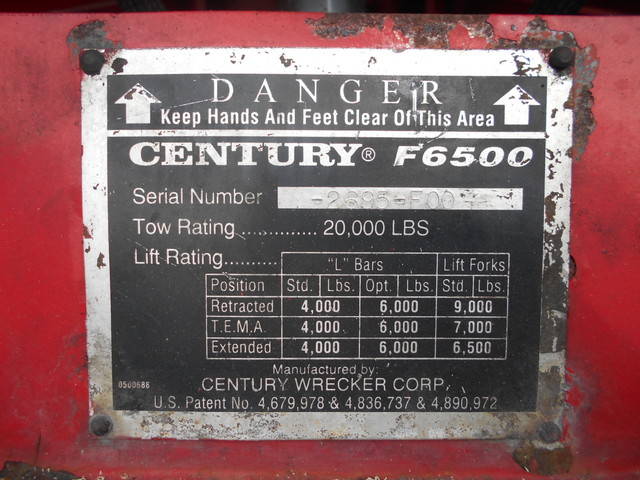 DANGER
Keep Hands And Feet Clear Of This Area
CENTURY® F6500
Serial Number
Tow Rating .............. 20,000 LBS
Lift Rating..........
"L" Bars Lift Forks
Position Std. Lbs. Opt. Lbs. Std. Lbs.
Retracted 4,000 6,000 9,000
T.E.M.A. 4,000 6,000 7,000
Extended 4,000 6,000 6,500
Manufactured by:
0500686 CENTURY WRECKER CORP.
U.S. Patent No. 4,679,978 & 4,836,737 & 4,890,972